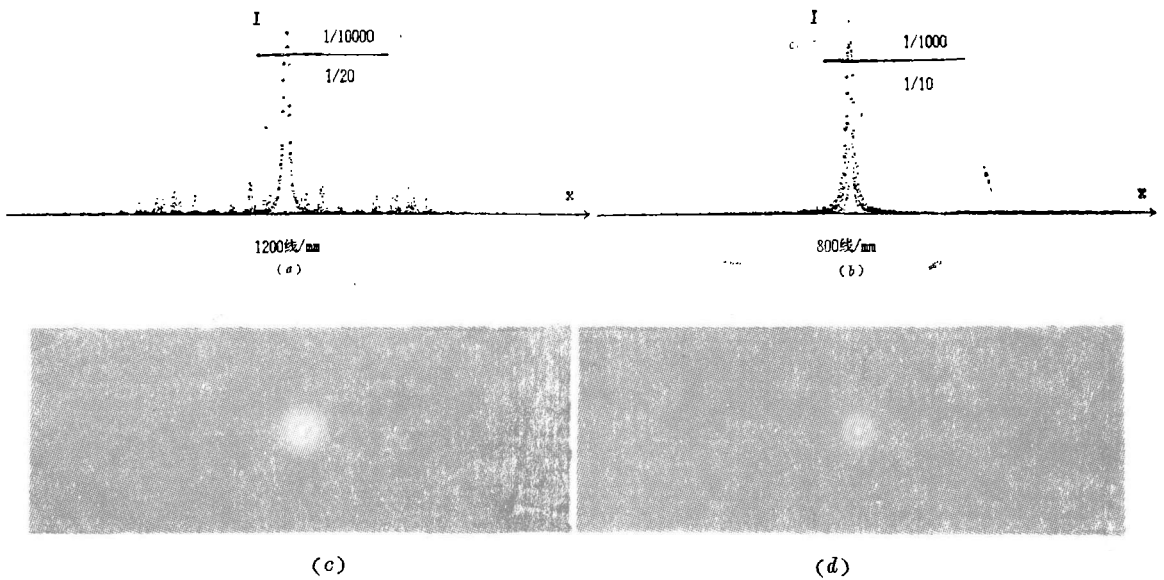 I
1/10000
1/20
x
1200线/mm
(a)
I
1/1000
1/10
x
800线/mm
(b)
(c)
(d)